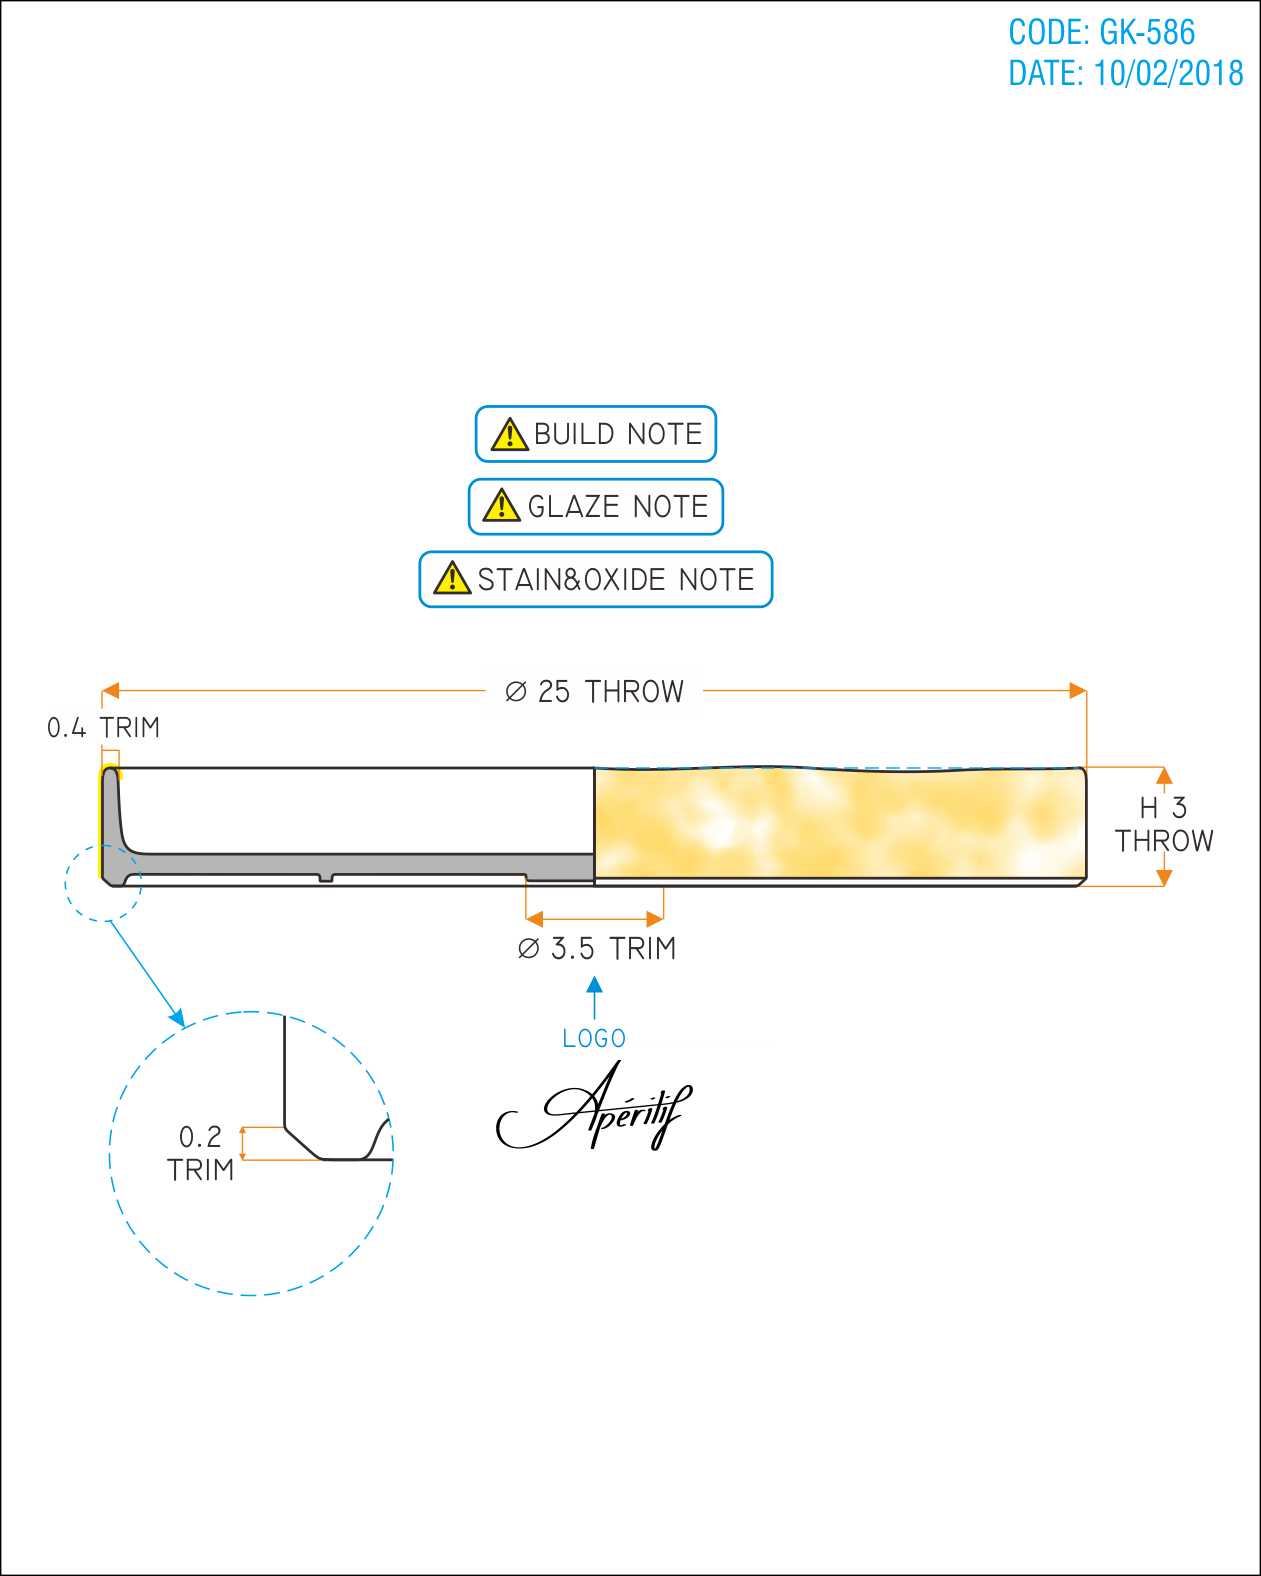 CODE: GK-586
DATE: 10/02/2018
BUILD NOTE
GLAZE NOTE
STAIN&OXIDE NOTE
Ø 25 THROW
0.4 TRIM
H 3
THROW
Ø 3.5 TRIM
LOGO
Apéritif
0.2
TRIM